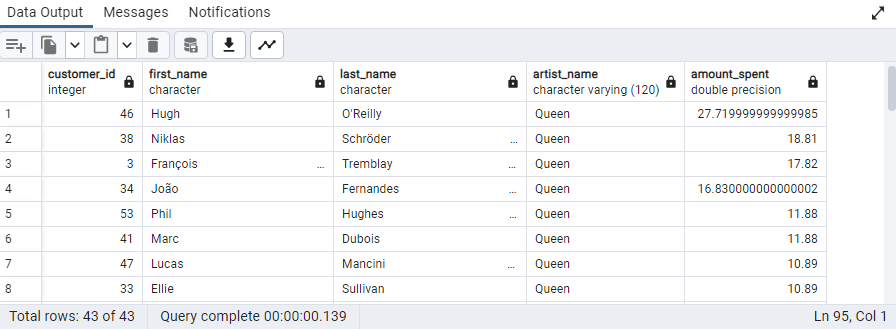 Data Output Messages Notifications
customer_id first_name last_name artist_name amount_spent
integer character character character varying (120) double precision
1 46 Hugh O'Reilly Queen 27.719999999999985
2 38 Niklas Schröder ... Queen 18.81
3 3 François ... Tremblay ... Queen 17.82
4 34 João Fernandes ... Queen 16.830000000000002
5 53 Phil Hughes ... Queen 11.88
6 41 Marc Dubois Queen 11.88
7 47 Lucas Mancini ... Queen 10.89
8 33 Ellie Sullivan Queen 10.89
Total rows: 43 of 43 Query complete 00:00:00.139 Ln 95, Col 1